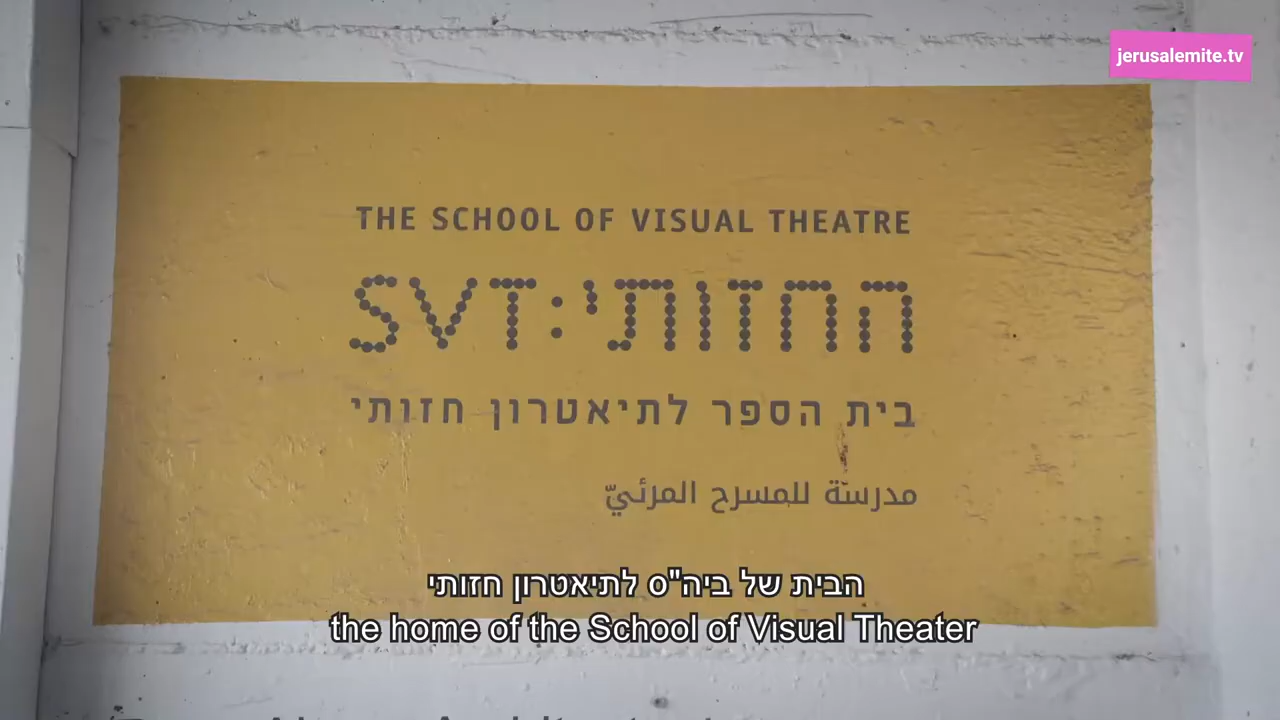 jerusalemite.tv
THE SCHOOL OF VISUAL THEATRE
SVT:החזותי
בית הספר לתיאטרון חזותי
مدرسة للمسرح المرئيّ
הבית של ביה"ס לתיאטרון חזותי
the home of the School of Visual Theater